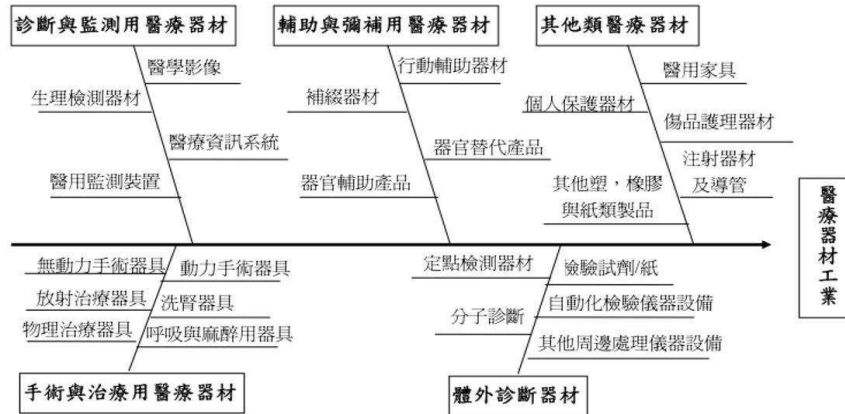 診斷與監測用醫療器材
輔助與彌補用醫療器材
其他類醫療器材
醫學影像
生理檢測器材
醫療資訊系統
醫用監測裝置
行動輔助器材
補綴器材
器官替代產品
器官輔助產品
醫用家具
個人保護器材
傷品護理器材
注射器材
及導管
其他塑，橡膠
與紙類製品
醫療器材工業
無動力手術器具
動力手術器具
放射治療器具
洗腎器具
物理治療器具
呼吸與麻醉用器具
定點檢測器材
檢驗試劑/紙
分子診斷
自動化檢驗儀器設備
其他周邊處理儀器設備
手術與治療用醫療器材
體外診斷器材